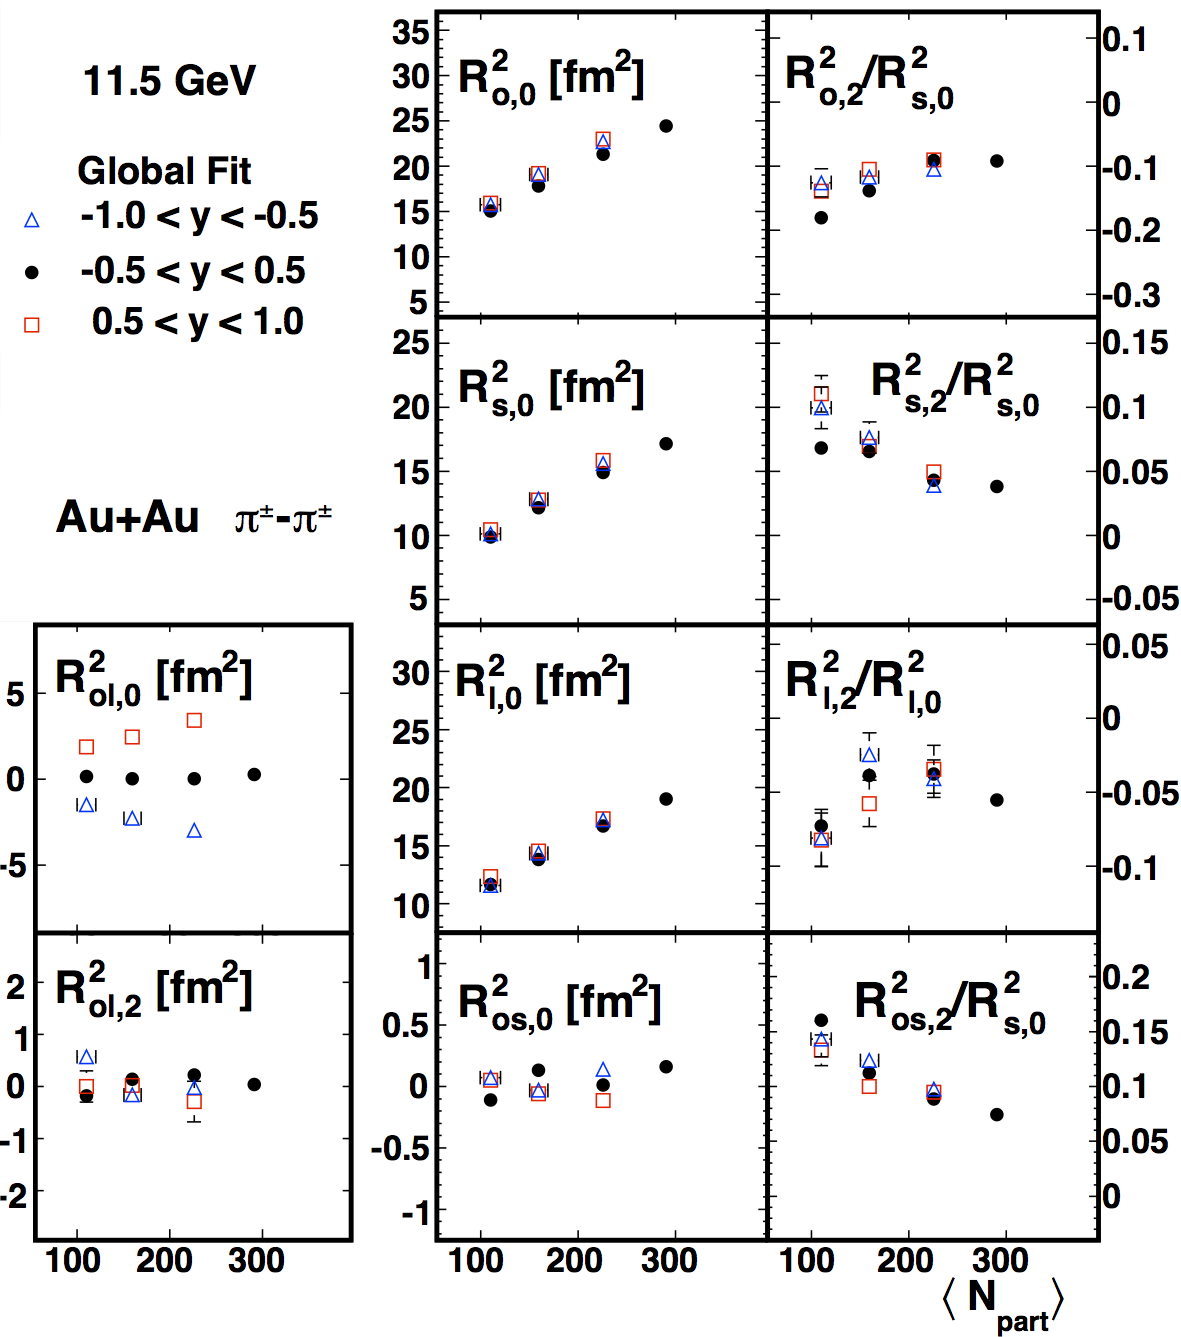 11.5 GeV
Global Fit
-1.0 < y < -0.5
-0.5 < y < 0.5
0.5 < y < 1.0
Au+Au π±-π±
R²o,0 [fm²]
35
30
25
20
15
10
5
R²o,2/R²s,0
0.1
0
-0.1
-0.2
-0.3
R²s,0 [fm²]
25
20
15
10
5
R²s,2/R²s,0
0.15
0.1
0.05
0
-0.05
R²ol,0 [fm²]
5
0
-5
R²l,0 [fm²]
30
25
20
15
10
R²l,2/R²l,0
0.05
0
-0.05
-0.1
R²ol,2 [fm²]
2
1
0
-1
-2
100 200 300
R²os,0 [fm²]
1
0.5
0
-0.5
-1
100 200 300
R²os,2/R²s,0
0.2
0.15
0.1
0.05
0
100 200 300
⟨ Npart ⟩